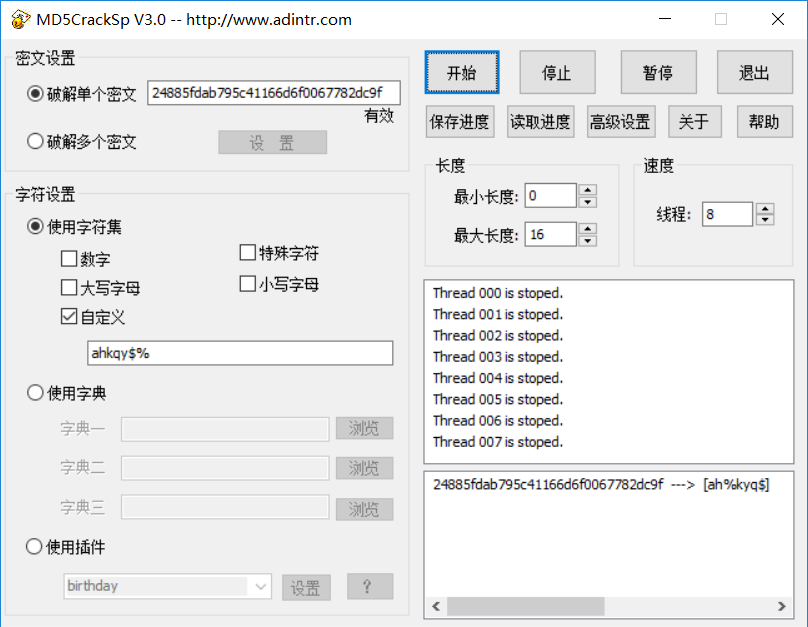 MD5CrackSp V3.0 -- http://www.adintr.com
密文设置
破解单个密文 24885fdab795c41166d6f0067782dc9f
有效
破解多个密文 设 置
字符设置
使用字符集
数字 特殊字符
大写字母 小写字母
自定义
ahkqy$%
使用字典
字典一 浏览
字典二 浏览
字典三 浏览
使用插件
birthday 设置 ?
开始 停止 暂停 退出
保存进度 读取进度 高级设置 关于 帮助
长度
最小长度: 0
最大长度: 16
速度
线程: 8
Thread 000 is stoped.
Thread 001 is stoped.
Thread 002 is stoped.
Thread 003 is stoped.
Thread 004 is stoped.
Thread 005 is stoped.
Thread 006 is stoped.
Thread 007 is stoped.
24885fdab795c41166d6f0067782dc9f ---> [ah%kyq$]